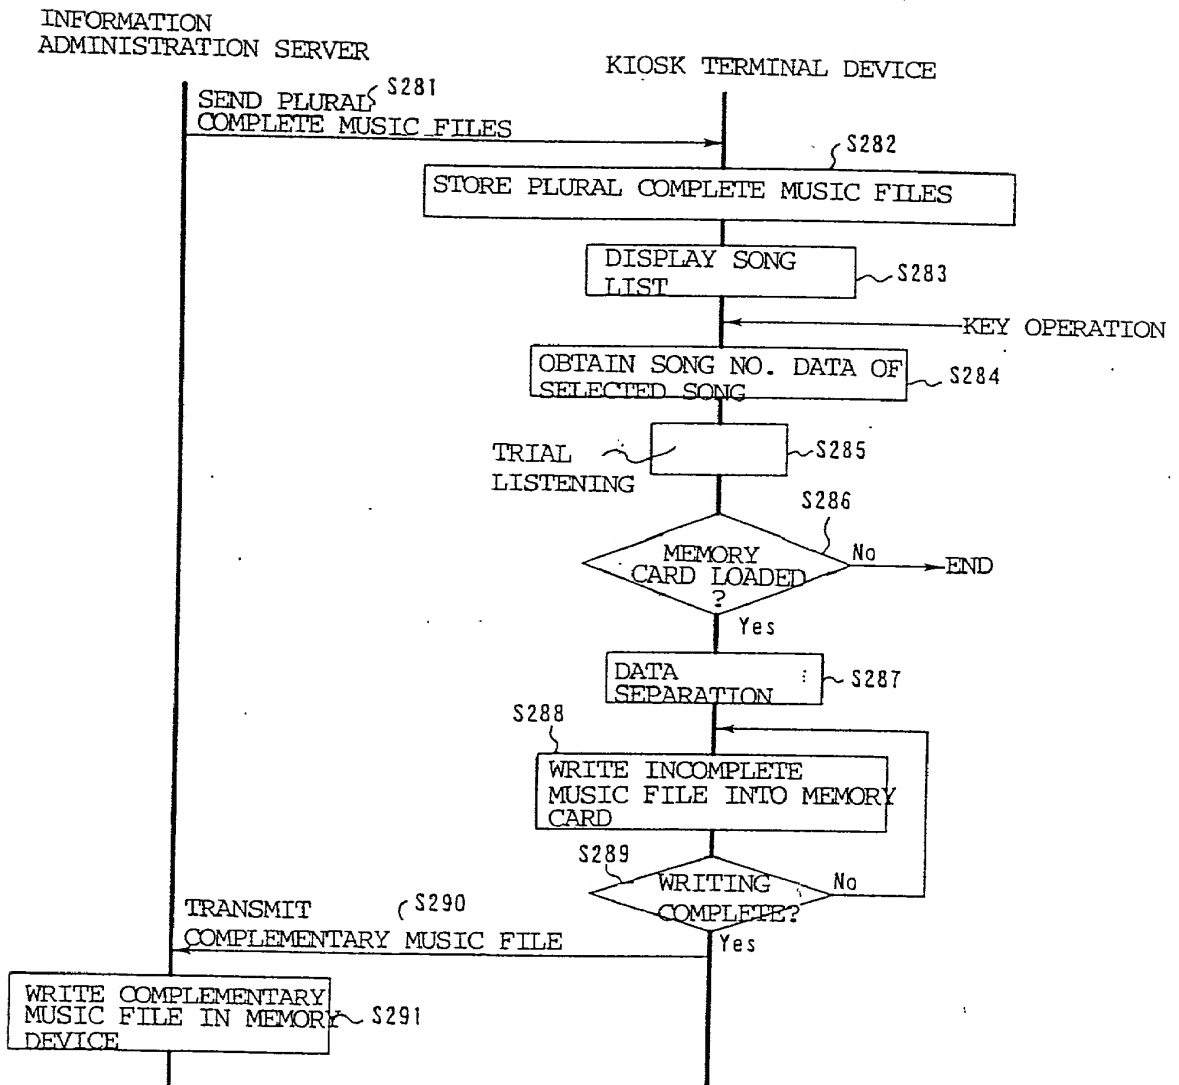 INFORMATION
ADMINISTRATION SERVER
KIOSK TERMINAL DEVICE
S281
SEND PLURAL
COMPLETE MUSIC FILES
S282
STORE PLURAL COMPLETE MUSIC FILES
DISPLAY SONG
LIST
S283
KEY OPERATION
OBTAIN SONG NO. DATA OF
SELECTED SONG
S284
TRIAL
LISTENING
S285
S286
MEMORY
CARD LOADED
?
No
END
Yes
DATA
SEPARATION
S287
S288
WRITE INCOMPLETE
MUSIC FILE INTO MEMORY
CARD
S289
WRITING
COMPLETE?
No
Yes
TRANSMIT
S290
COMPLEMENTARY MUSIC FILE
WRITE COMPLEMENTARY
MUSIC FILE IN MEMORY
DEVICE
S291